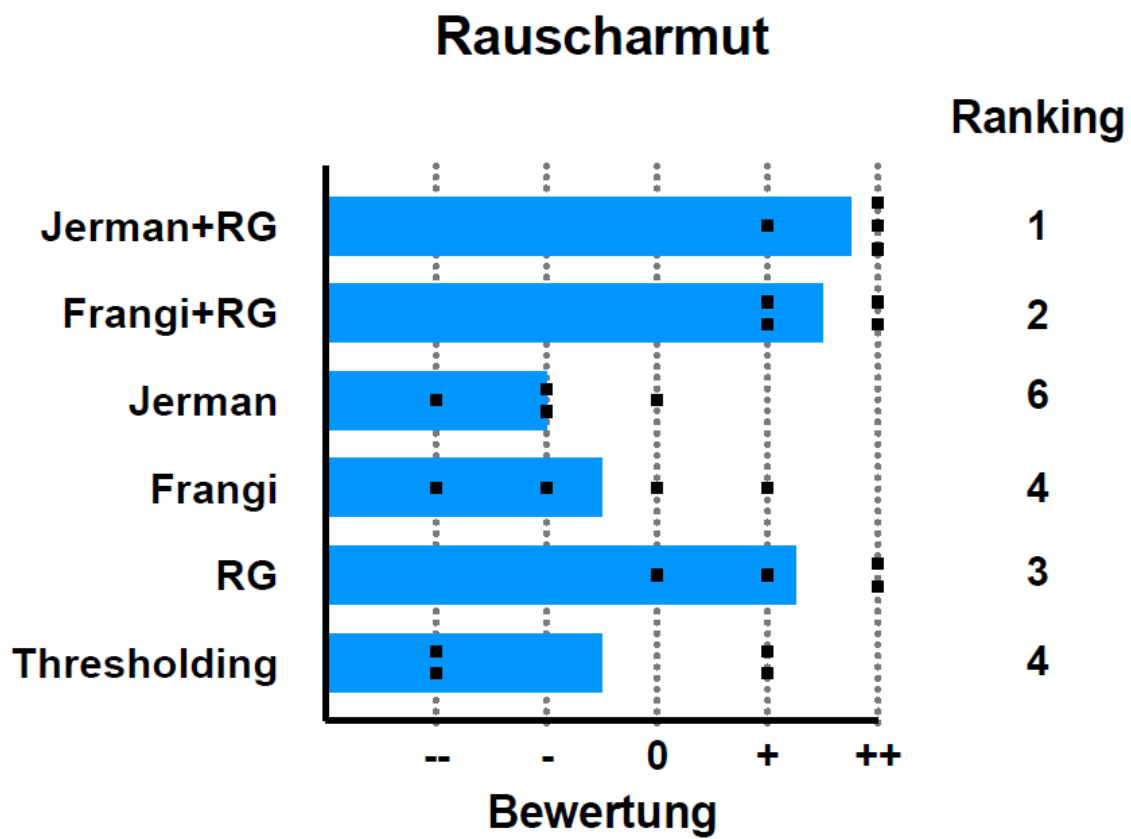 Rauscharmut
Ranking
Jerman+RG 1
Frangi+RG 2
Jerman 6
Frangi 4
RG 3
Thresholding 4
-- - 0 + ++
Bewertung